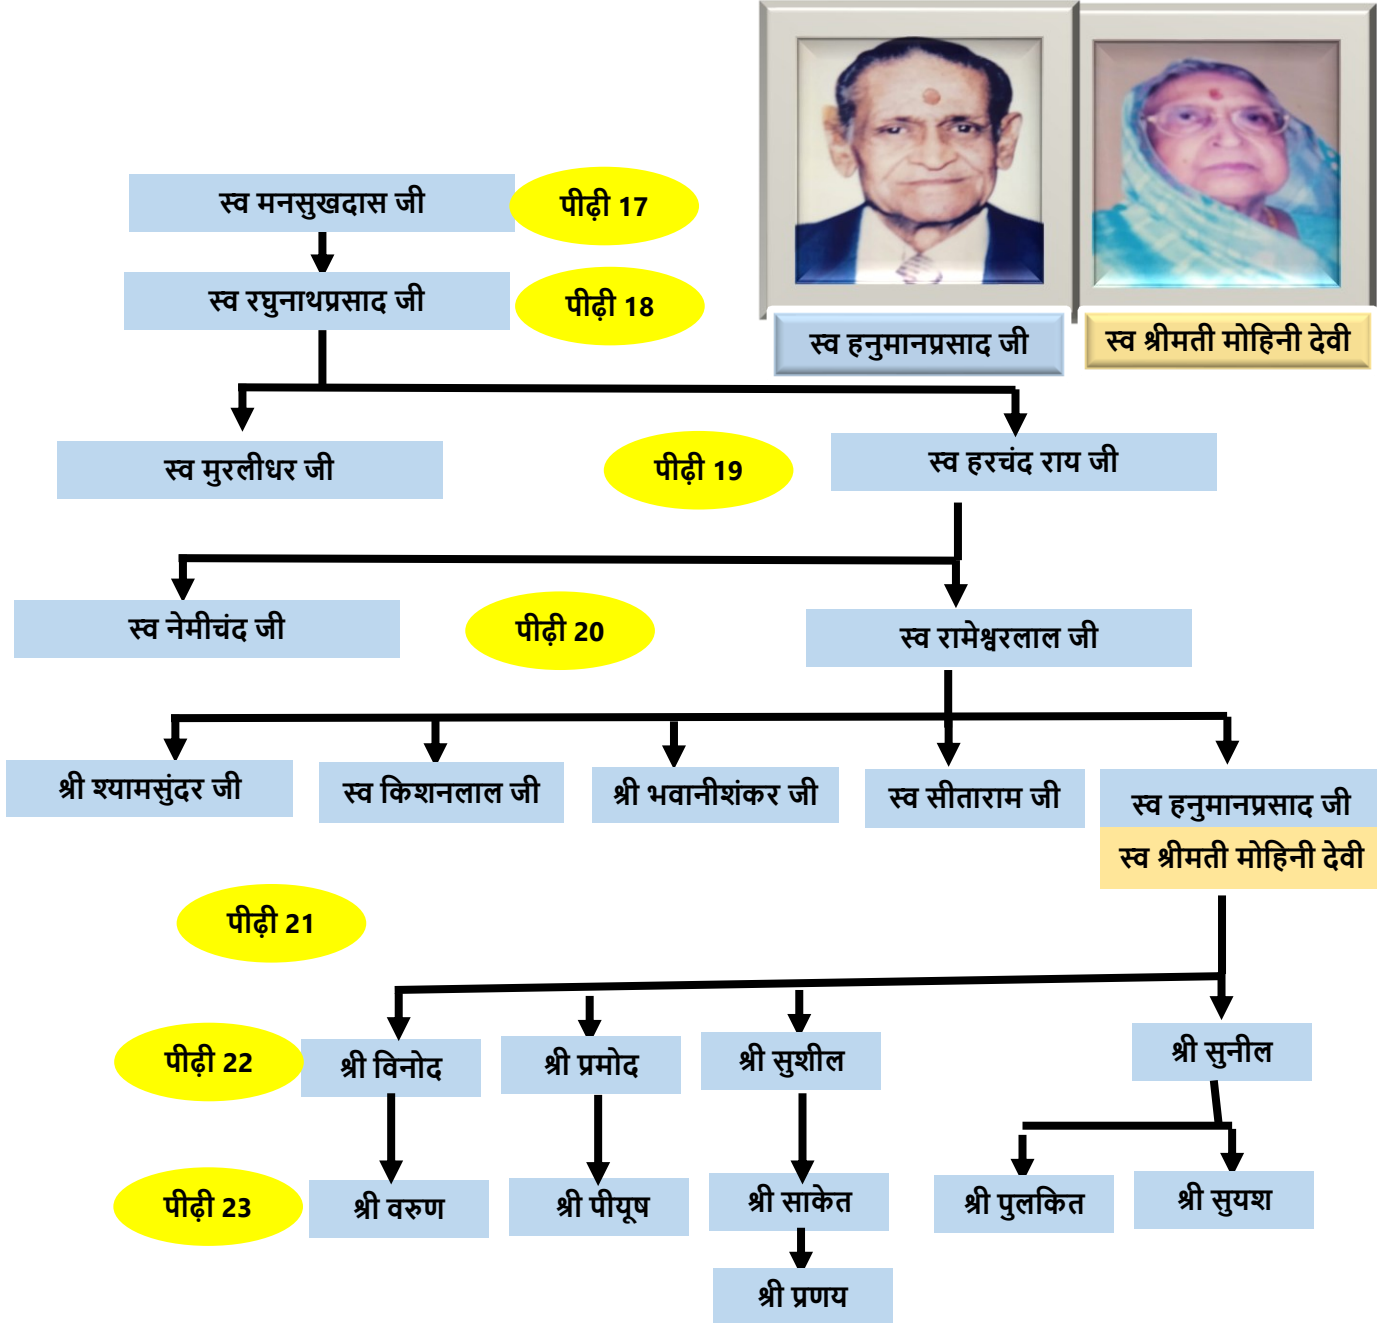 स्व मनसुखदास जी
पीढ़ी 17
स्व रघुनाथप्रसाद जी
पीढ़ी 18
स्व हनुमानप्रसाद जी
स्व श्रीमती मोहिनी देवी
स्व मुरलीधर जी
पीढ़ी 19
स्व हरचंद राय जी
स्व नेमीचंद जी
पीढ़ी 20
स्व रामेश्वरलाल जी
श्री श्यामसुंदर जी
स्व किशनलाल जी
श्री भवानीशंकर जी
स्व सीताराम जी
स्व हनुमानप्रसाद जी
स्व श्रीमती मोहिनी देवी
पीढ़ी 21
पीढ़ी 22
श्री विनोद
श्री प्रमोद
श्री सुशील
श्री सुनील
पीढ़ी 23
श्री वरुण
श्री पीयूष
श्री साकेत
श्री पुलकित
श्री सुयश
श्री प्रणय